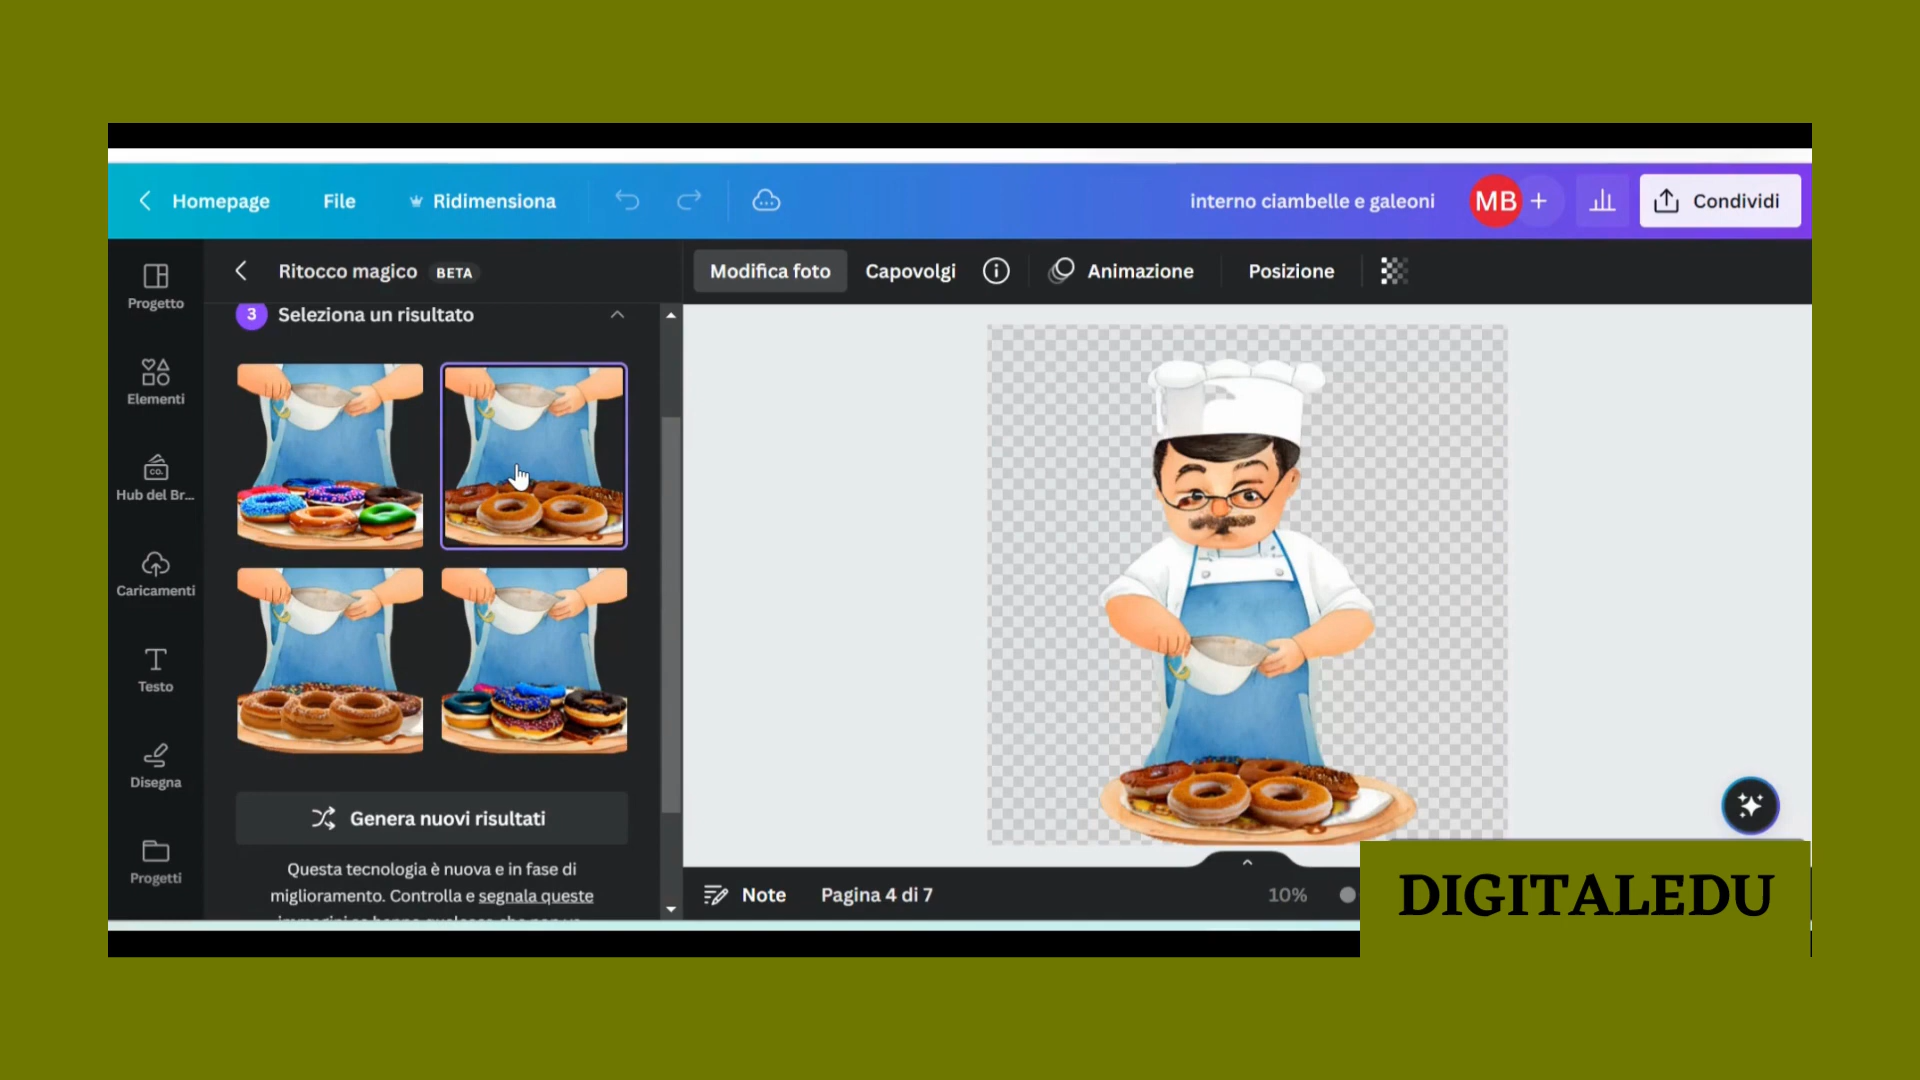 Homepage
File
Ridimensiona
interno ciambelle e galeoni
MB
+
Condividi
Progetto
Elementi
CO.
Hub del Br...
Caricamenti
Testo
Disegna
Progetti
Ritocco magico BETA
3 Seleziona un risultato
Genera nuovi risultati
Questa tecnologia è nuova e in fase di
miglioramento. Controlla e segnala queste
Modifica foto
Capovolgi
Animazione
Posizione
Note
Pagina 4 di 7
10%
DIGITALEDU